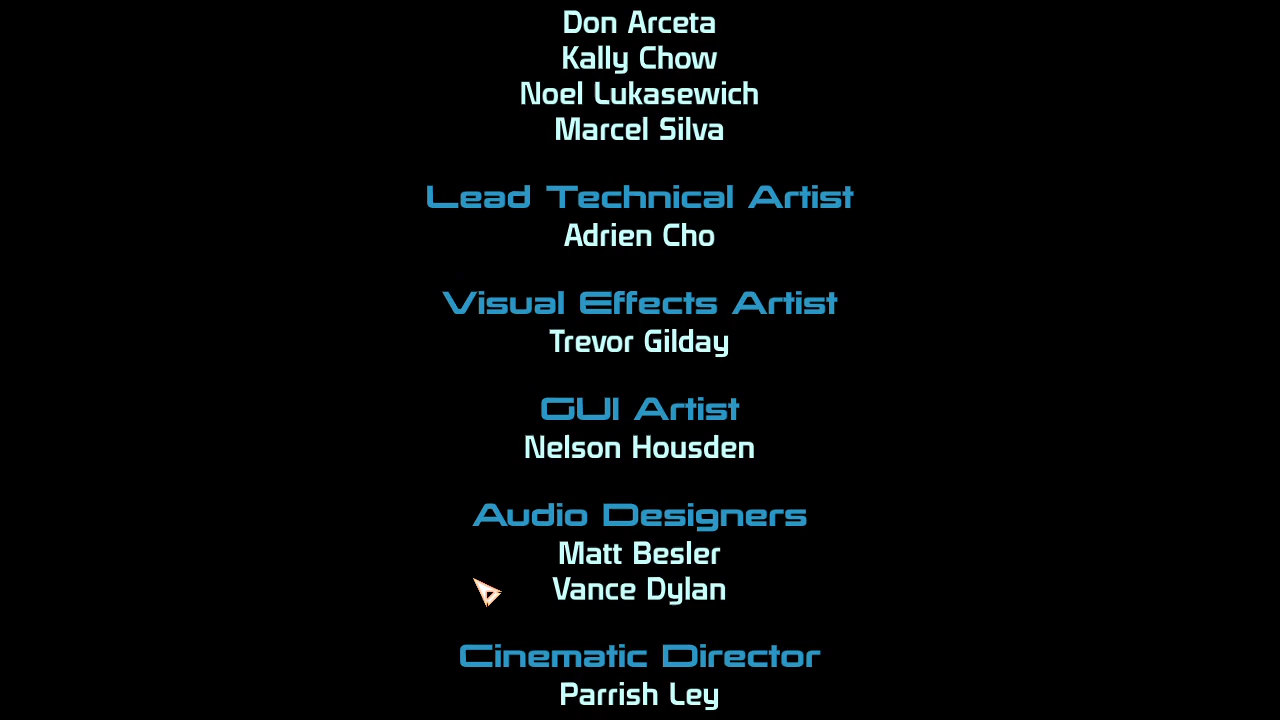 Don Arceta
Kally Chow
Noel Lukasewich
Marcel Silva
Lead Technical Artist
Adrien Cho
Visual Effects Artist
Trevor Gilday
GUI Artist
Nelson Housden
Audio Designers
Matt Besler
Vance Dylan
Cinematic Director
Parrish Ley